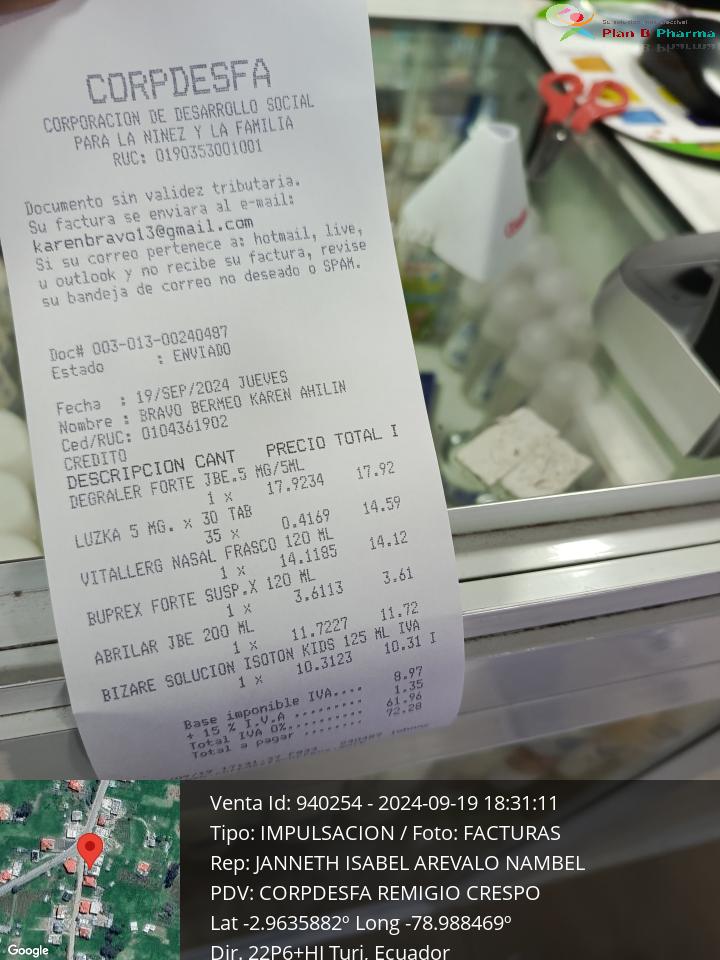 Su solucion más accesible
Plan B Pharma
CORPDESFA
CORPORACION DE DESARROLLO SOCIAL
PARA LA NINEZ Y LA FAMILIA
RUC: 0190353001001
Documento sin validez tributaria.
Su factura se enviara al e-mail:
karenbravo13@gmail.com
Si su correo pertenece a: hotmail, live,
u outlook y no recibe su factura, revise
su bandeja de correo no deseado o SPAM.
Doc# 003-013-00240487
Estado : ENVIADO
Fecha : 19/SEP/2024 JUEVES
Nombre : BRAVO BERMEO KAREN AHILIN
Ced/RUC: 0104361902
CREDITO
DESCRIPCION CANT PRECIO TOTAL I
DEGRALER FORTE JBE.5 MG/5ML
1 x 17.9234 17.92
LUZKA 5 MG. x 30 TAB
35 x 0.4169 14.59
VITALLERG NASAL FRASCO 120 ML
1 x 14.1185 14.12
BUPREX FORTE SUSP.X 120 ML
1 x 3.6113 3.61
ABRILAR JBE 200 ML
1 x 11.7227 11.72
BIZARE SOLUCION ISOTON KIDS 125 ML IVA
1 x 10.3123 10.31 I
Base imponible IVA.... 8.97
+ 15 % I.V.A ......... 1.35
Total IVA 0%.......... 61.96
Total a pagar ........ 72.28
Venta Id: 940254 - 2024-09-19 18:31:11
Tipo: IMPULSACION / Foto: FACTURAS
Rep: JANNETH ISABEL AREVALO NAMBEL
PDV: CORPDESFA REMIGIO CRESPO
Lat -2.9635882º Long -78.988469º
Dir. 22P6+HJ Turi, Ecuador
Google